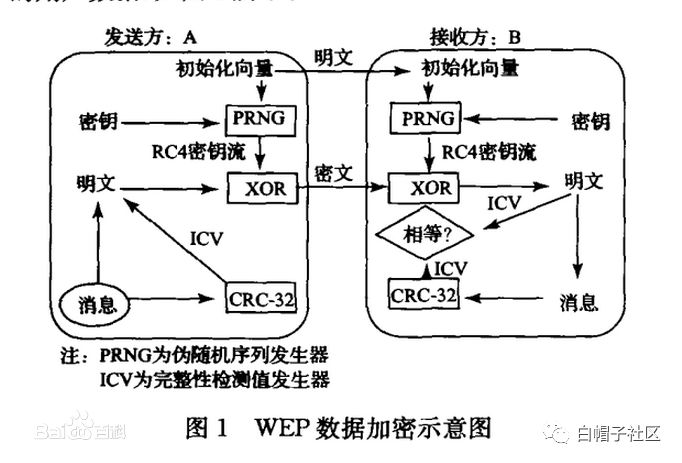 发送方：A
接收方：B
初始化向量
明文
初始化向量
密钥
PRNG
PRNG
密钥
RC4密钥流
RC4密钥流
明文
XOR
密文
XOR
明文
ICV
ICV
相等?
ICV
消息
CRC-32
CRC-32
消息
注：PRNG为伪随机序列发生器
ICV为完整性检测值发生器
图1 WEP数据加密示意图
Bai百科
白帽子社区